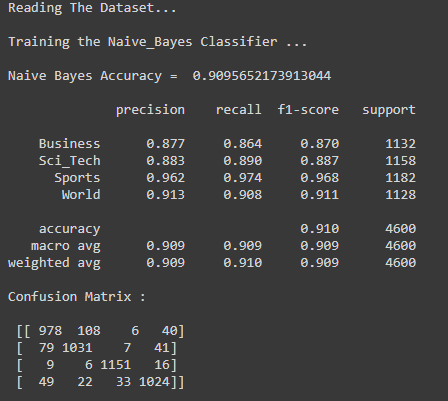 Reading The Dataset...
Training the Naive_Bayes Classifier ...
Naive Bayes Accuracy =  0.9095652173913044
              precision    recall  f1-score   support
    Business      0.877     0.864     0.870      1132
    Sci_Tech      0.883     0.890     0.887      1158
      Sports      0.962     0.974     0.968      1182
       World      0.913     0.908     0.911      1128
    accuracy                          0.910      4600
   macro avg      0.909     0.909     0.909      4600
weighted avg      0.909     0.910     0.909      4600
Confusion Matrix :
 [[ 978  108    6   40]
 [  79 1031    7   41]
 [   9    6 1151   16]
 [  49   22   33 1024]]